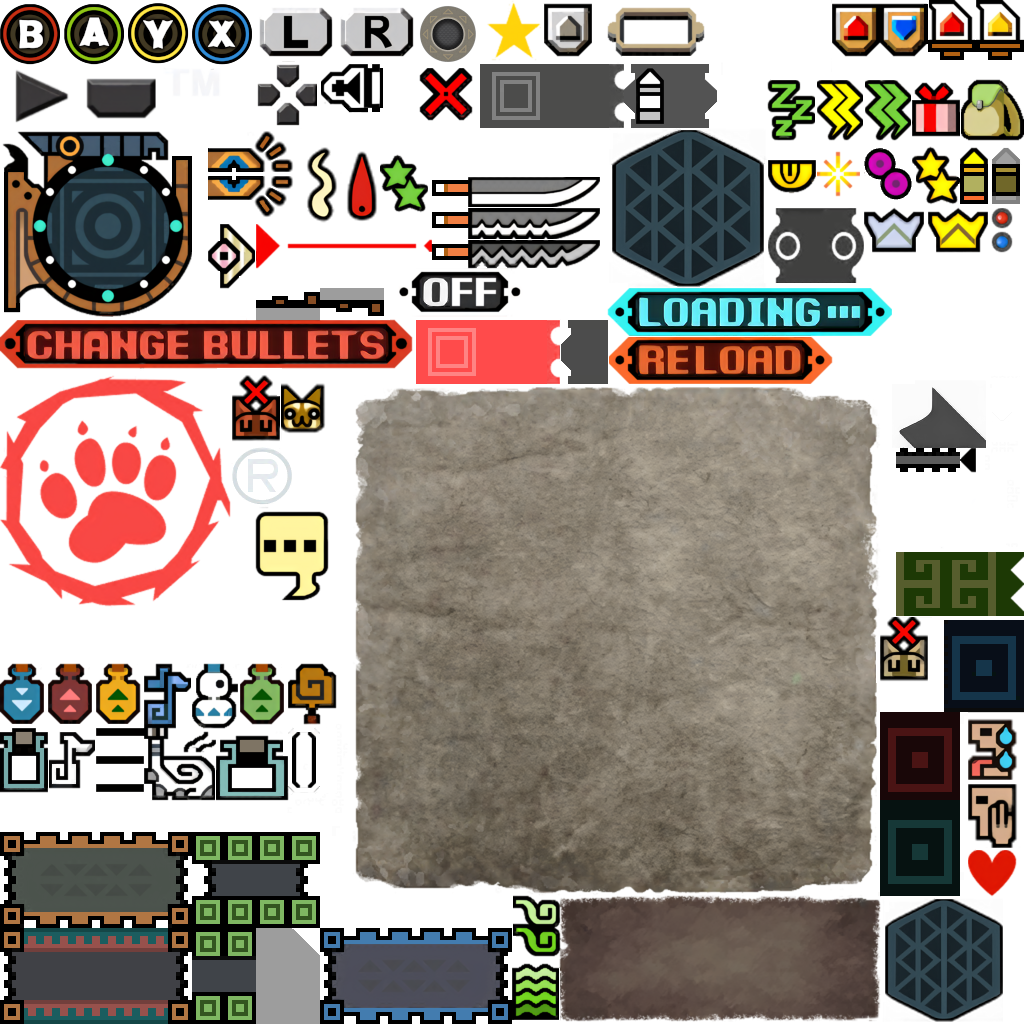 B A Y X L R
TM
OFF
LOADING...
CHANGE BULLETS
RELOAD
®
...
Z Z Z